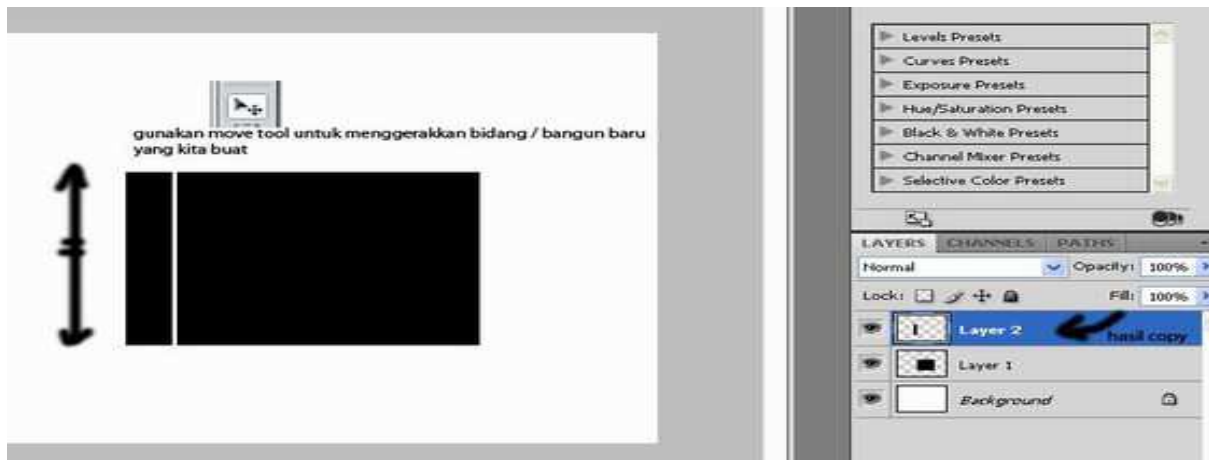 gunakan move tool untuk menggerakkan bidang / bangun baru
yang kita buat
Levels Presets
Curves Presets
Exposure Presets
Hue/Saturation Presets
Black & White Presets
Channel Mixer Presets
Selective Color Presets
LAYERS CHANNELS PATHS
Normal Opacity: 100%
Lock: Fill: 100%
Layer 2 hasil copy
Layer 1
Background